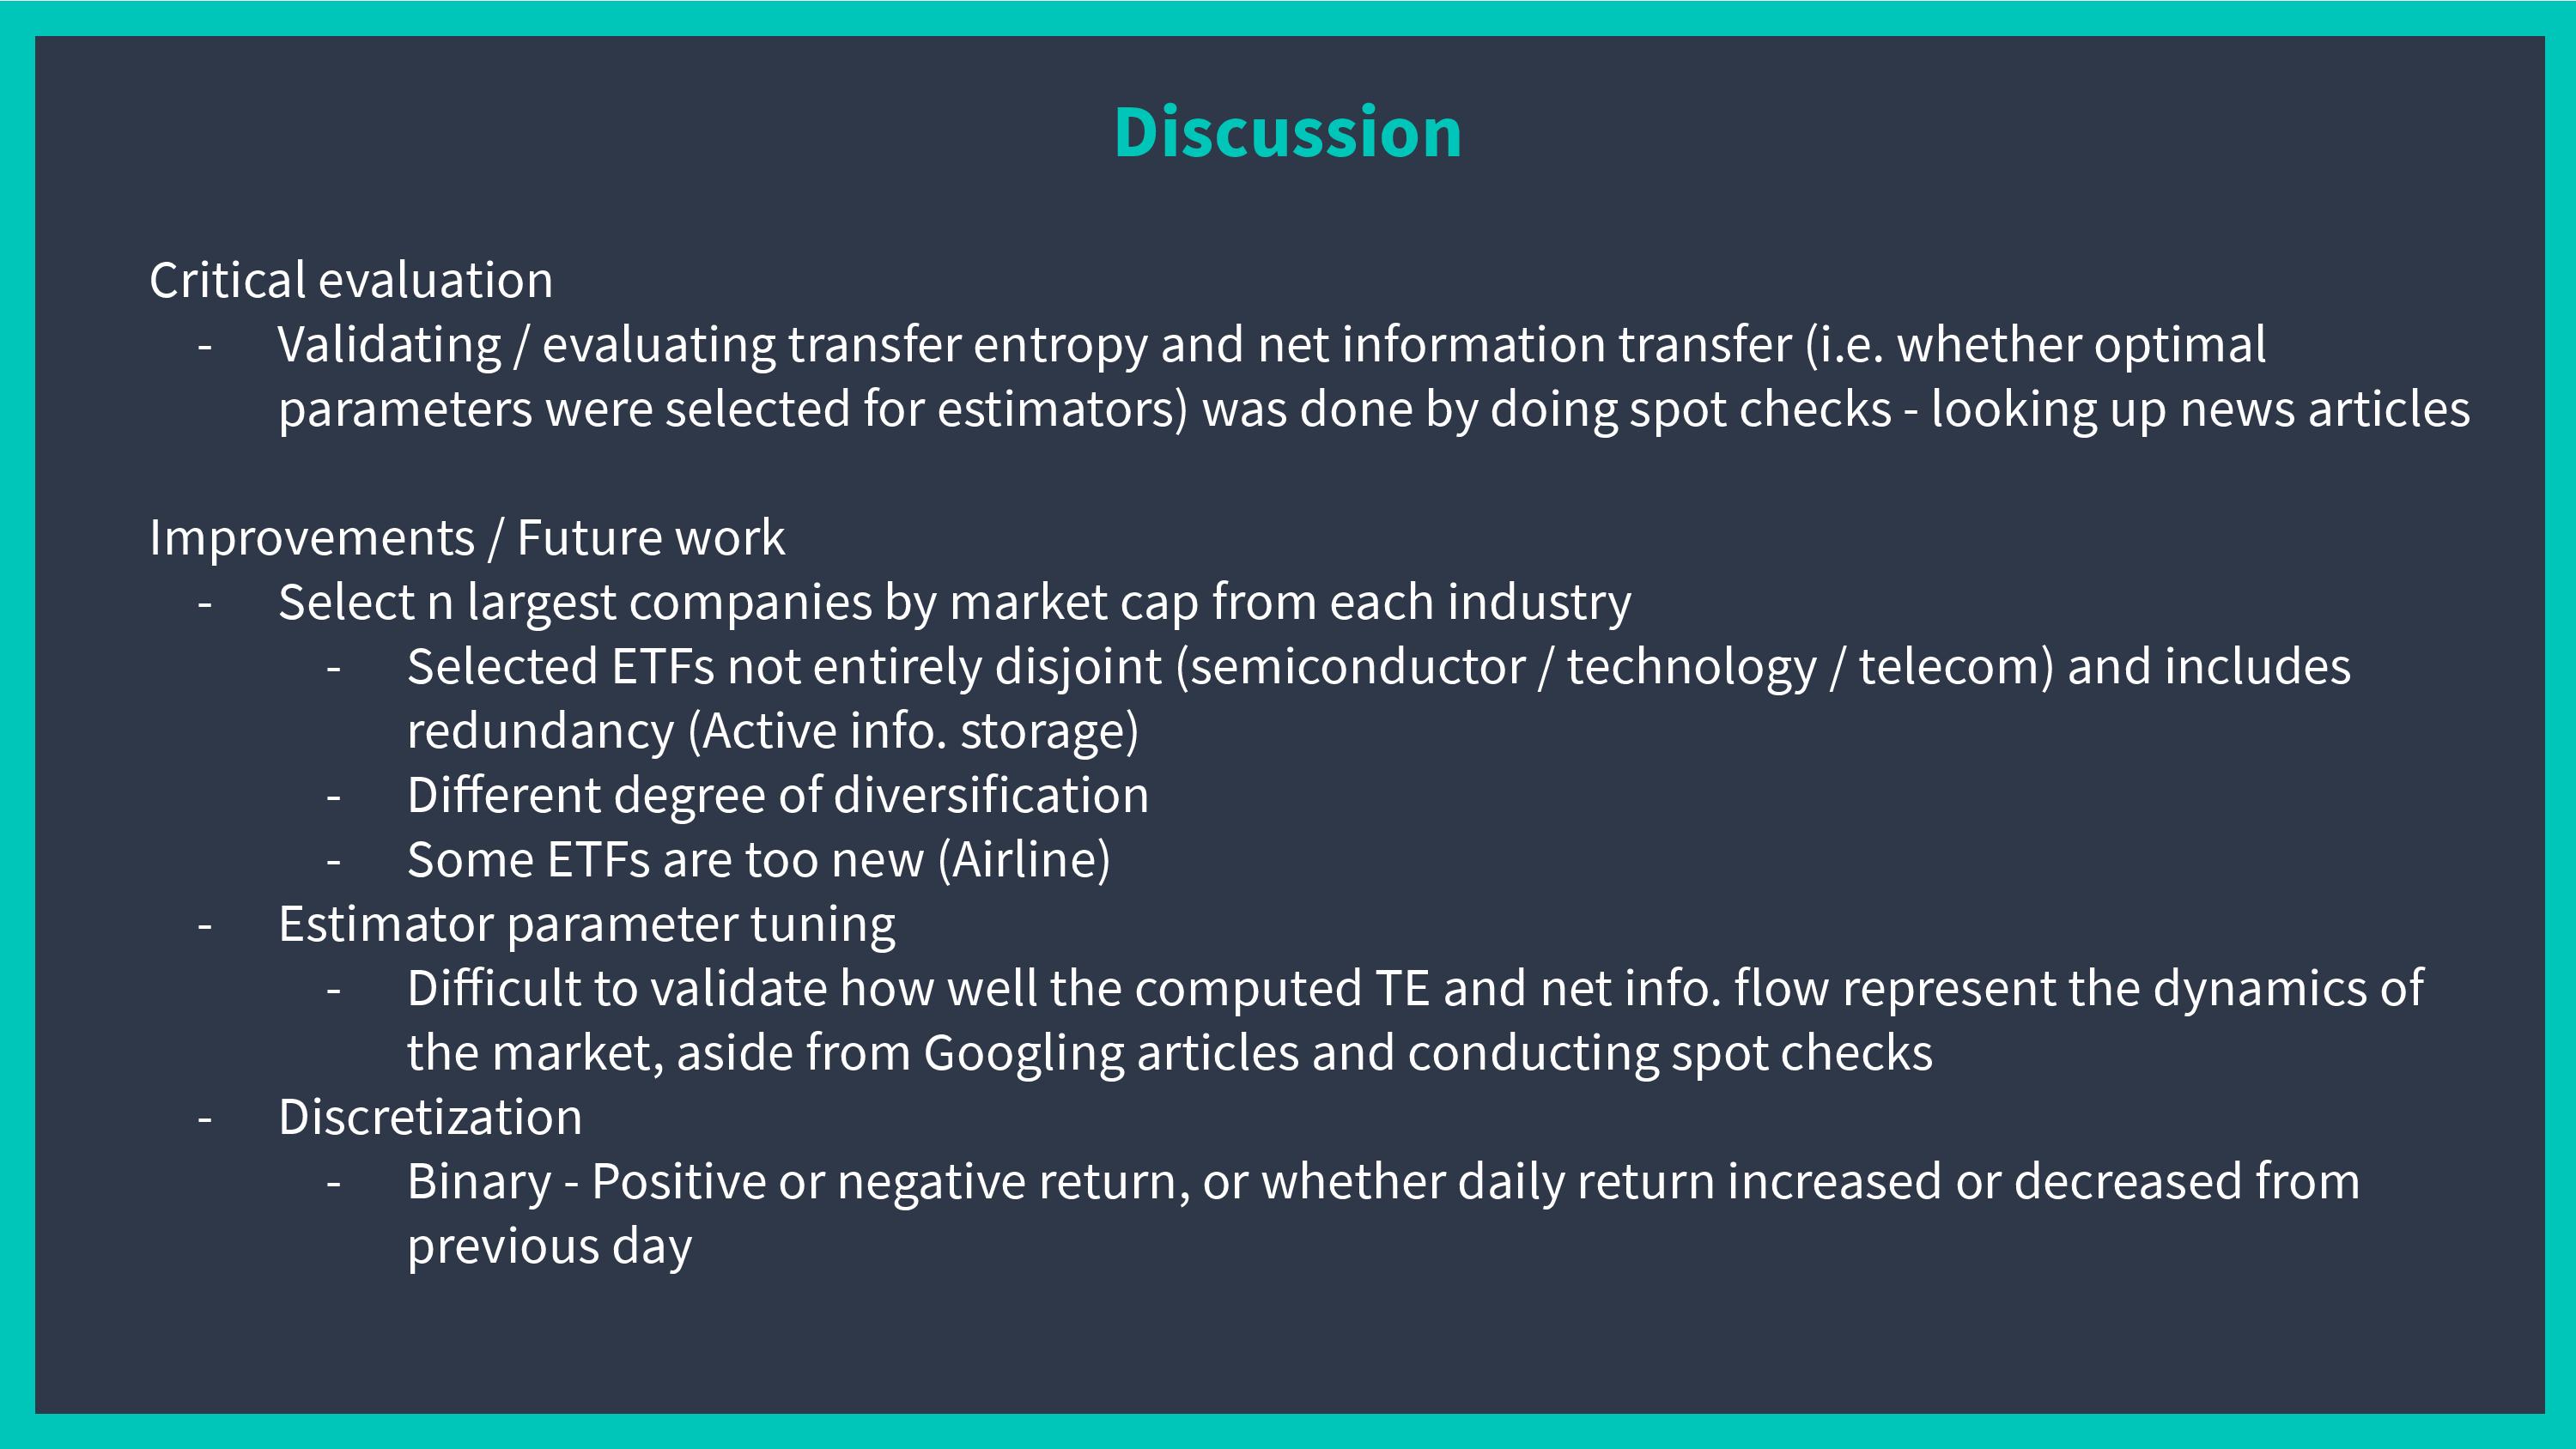 Discussion
Critical evaluation
- Validating / evaluating transfer entropy and net information transfer (i.e. whether optimal
parameters were selected for estimators) was done by doing spot checks - looking up news articles
Improvements / Future work
- Select n largest companies by market cap from each industry
- Selected ETFs not entirely disjoint (semiconductor / technology / telecom) and includes
redundancy (Active info. storage)
- Different degree of diversification
- Some ETFs are too new (Airline)
- Estimator parameter tuning
- Difficult to validate how well the computed TE and net info. flow represent the dynamics of
the market, aside from Googling articles and conducting spot checks
- Discretization
- Binary - Positive or negative return, or whether daily return increased or decreased from
previous day